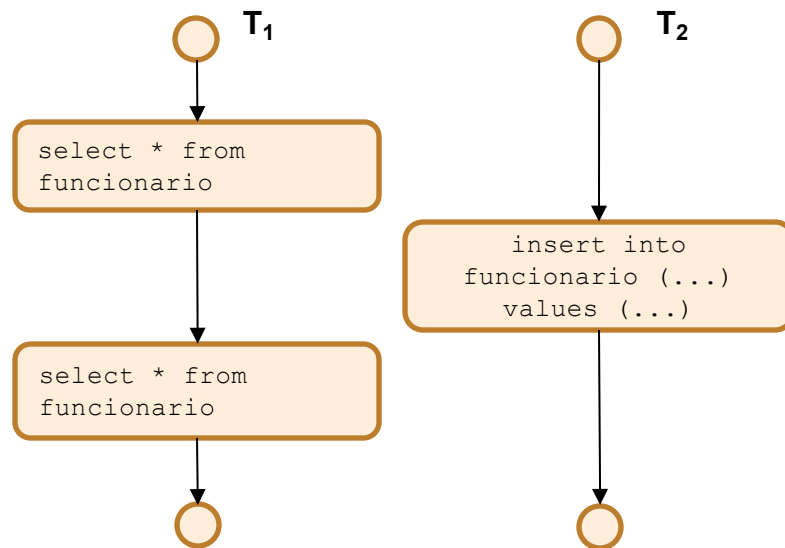 T₁
T₂
select * from
funcionario
insert into
funcionario (...)
values (...)
select * from
funcionario